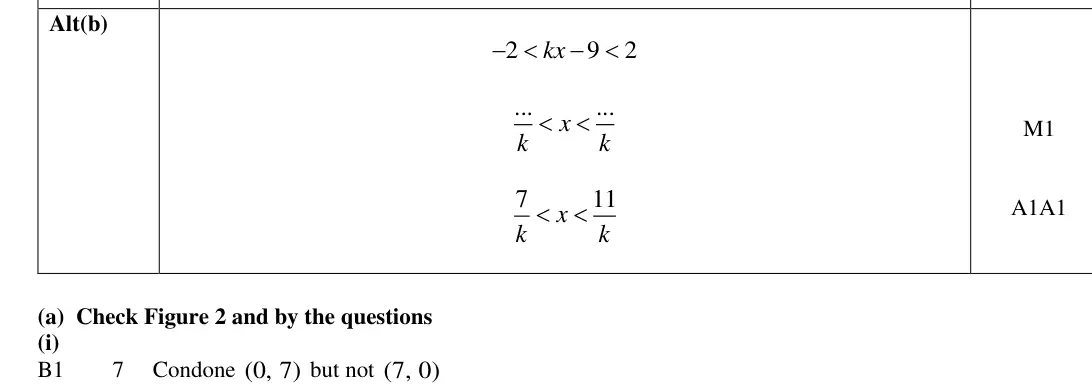 Alt(b)
−2 < kx − 9 < 2
.../k < x < .../k
M1
7/k < x < 11/k
A1A1
(a) Check Figure 2 and by the questions
(i)
B1 7 Condone (0, 7) but not (7, 0)